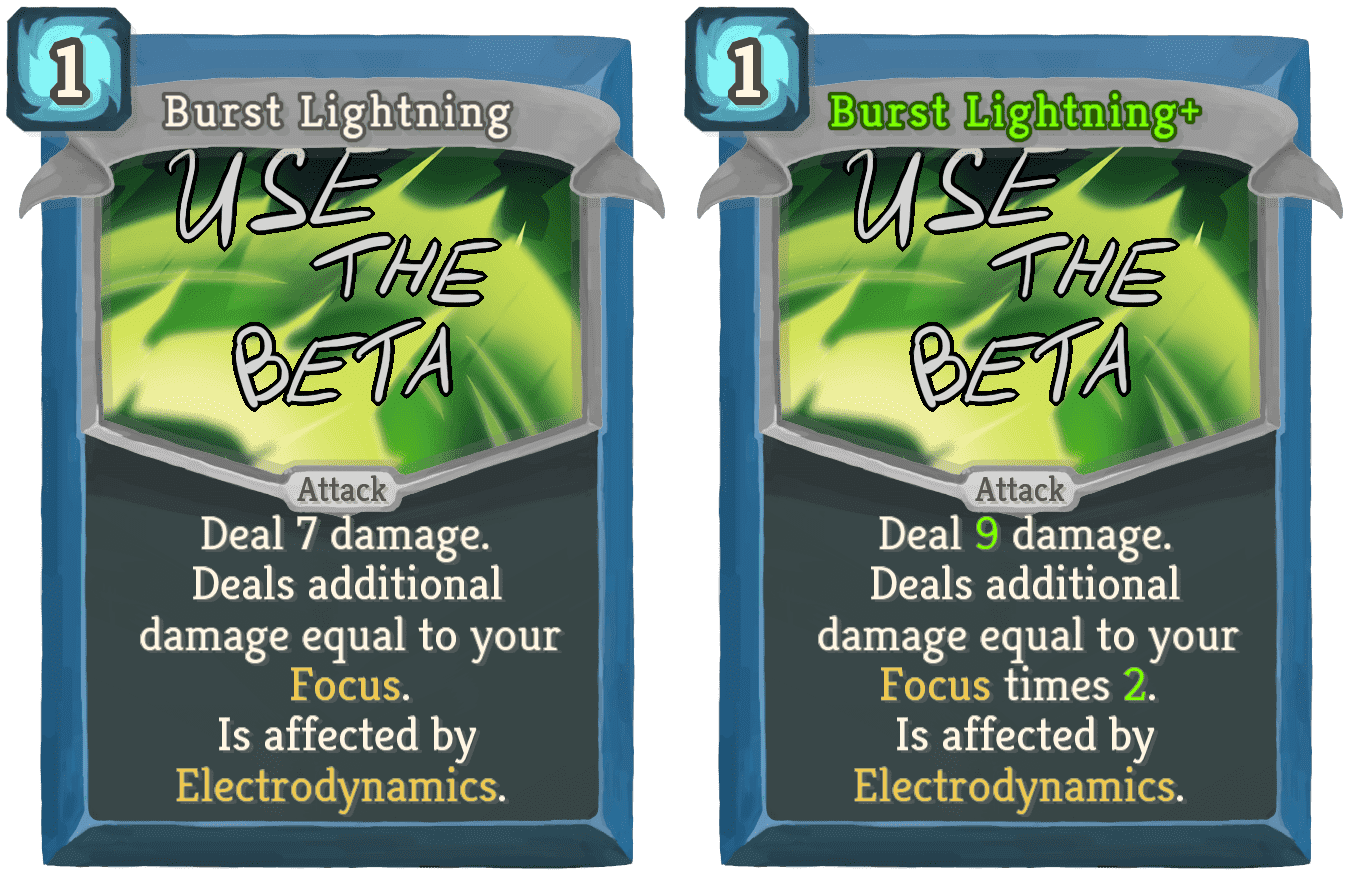 1
Burst Lightning
USE
THE
BETA
Attack
Deal 7 damage.
Deals additional
damage equal to your
Focus.
Is affected by
Electrodynamics.
1
Burst Lightning+
USE
THE
BETA
Attack
Deal 9 damage.
Deals additional
damage equal to your
Focus times 2.
Is affected by
Electrodynamics.